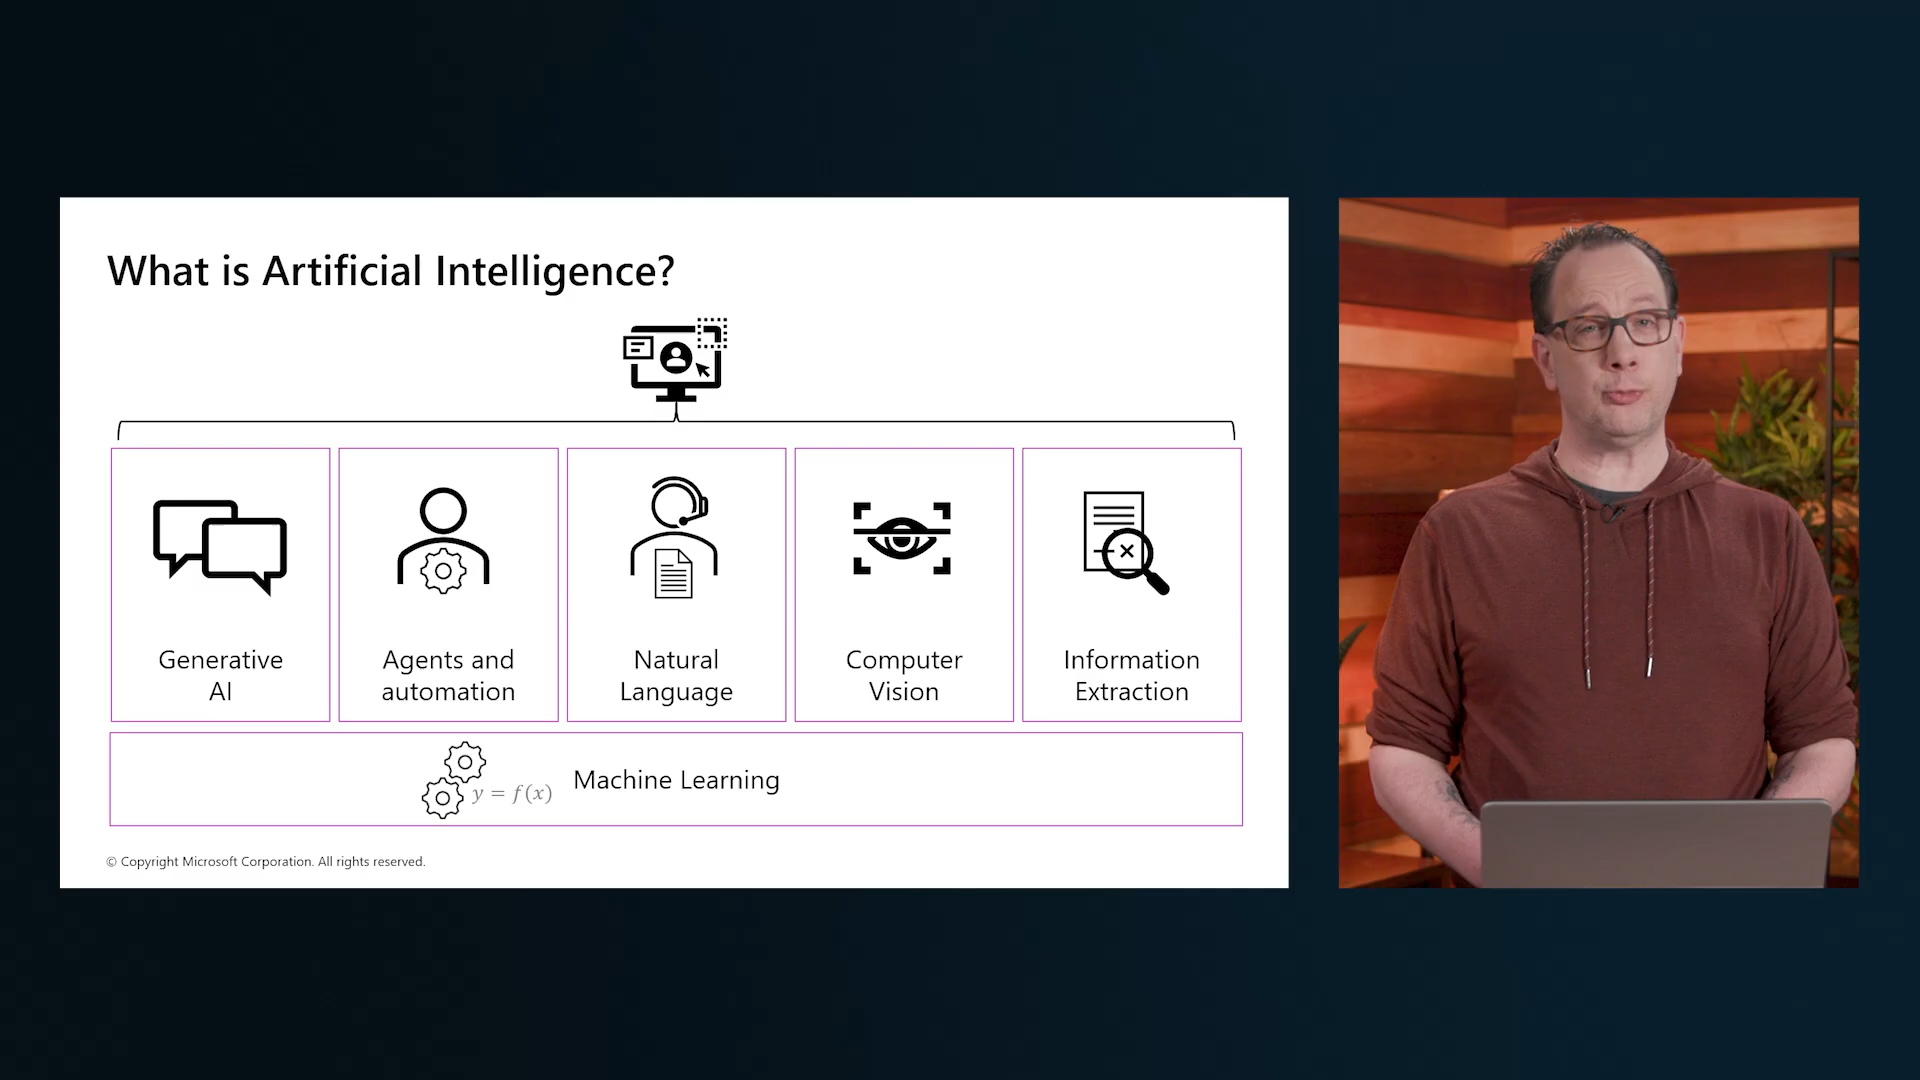 What is Artificial Intelligence?
Generative
AI
Agents and
automation
Natural
Language
Computer
Vision
Information
Extraction
y = f(x)
Machine Learning
© Copyright Microsoft Corporation. All rights reserved.